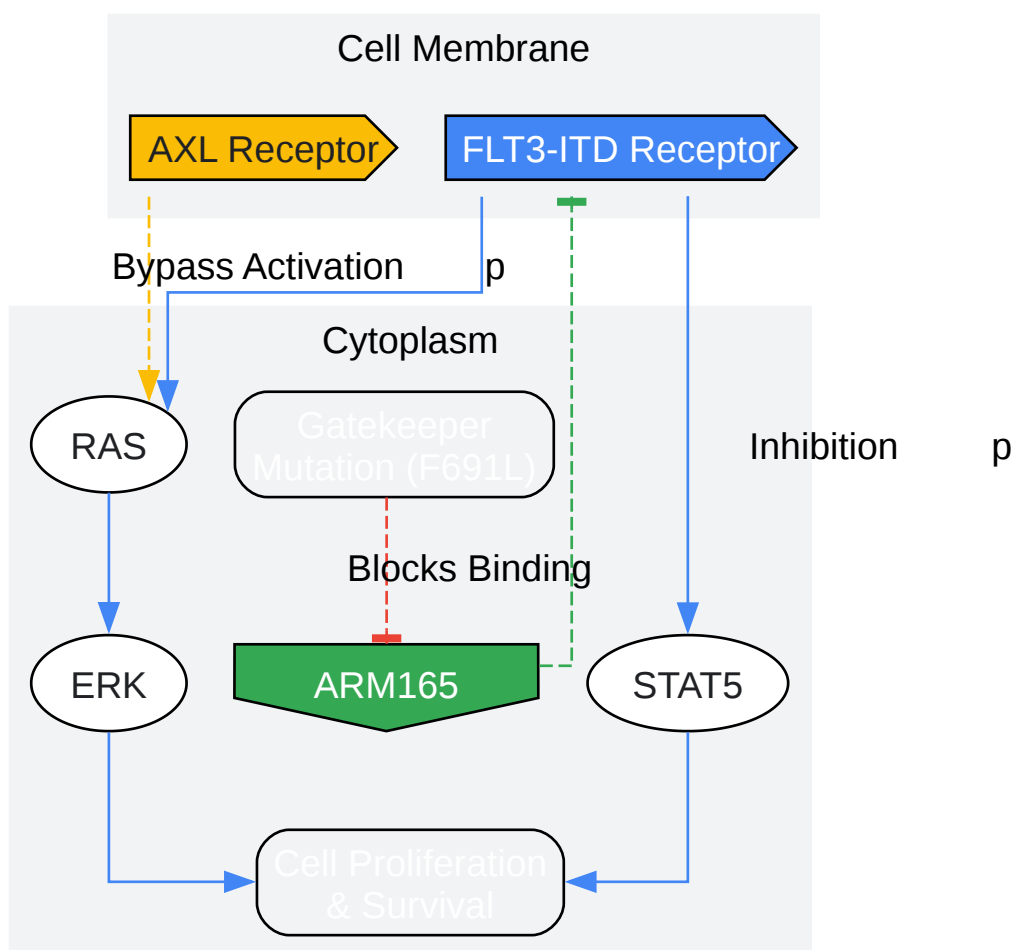 Cell Membrane
AXL Receptor
FLT3-ITD Receptor
Bypass Activation
p
Cytoplasm
RAS
Gatekeeper
Mutation (F691L)
Inhibition
p
Blocks Binding
ERK
ARM165
STAT5
Cell Proliferation
& Survival